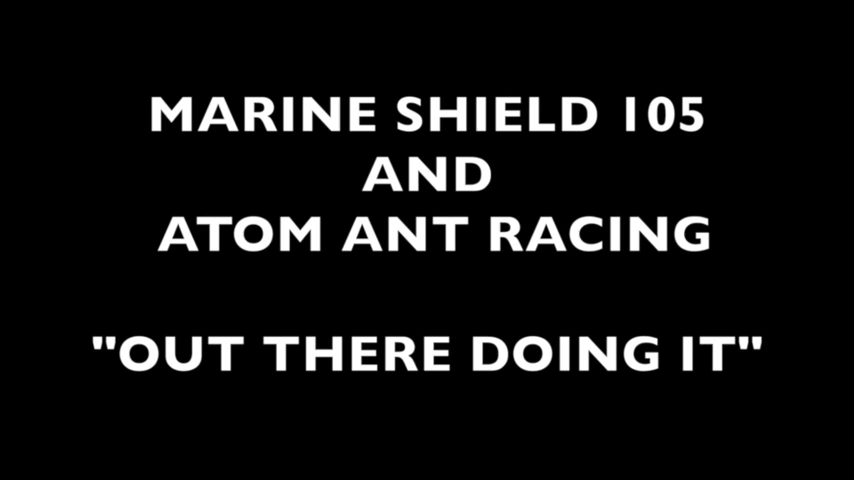 MARINE SHIELD 105
AND
ATOM ANT RACING
"OUT THERE DOING IT"